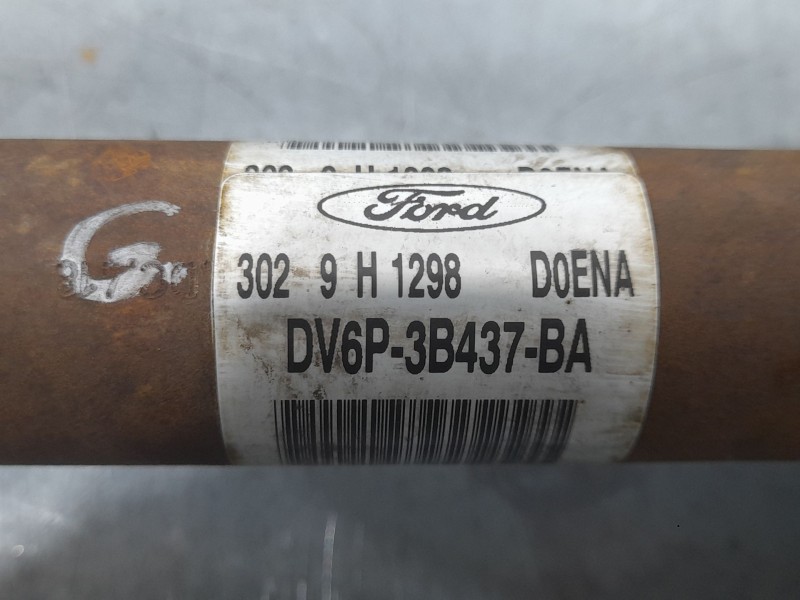 G
Ford
302 9 H 1298 D0ENA
DV6P-3B437-BA